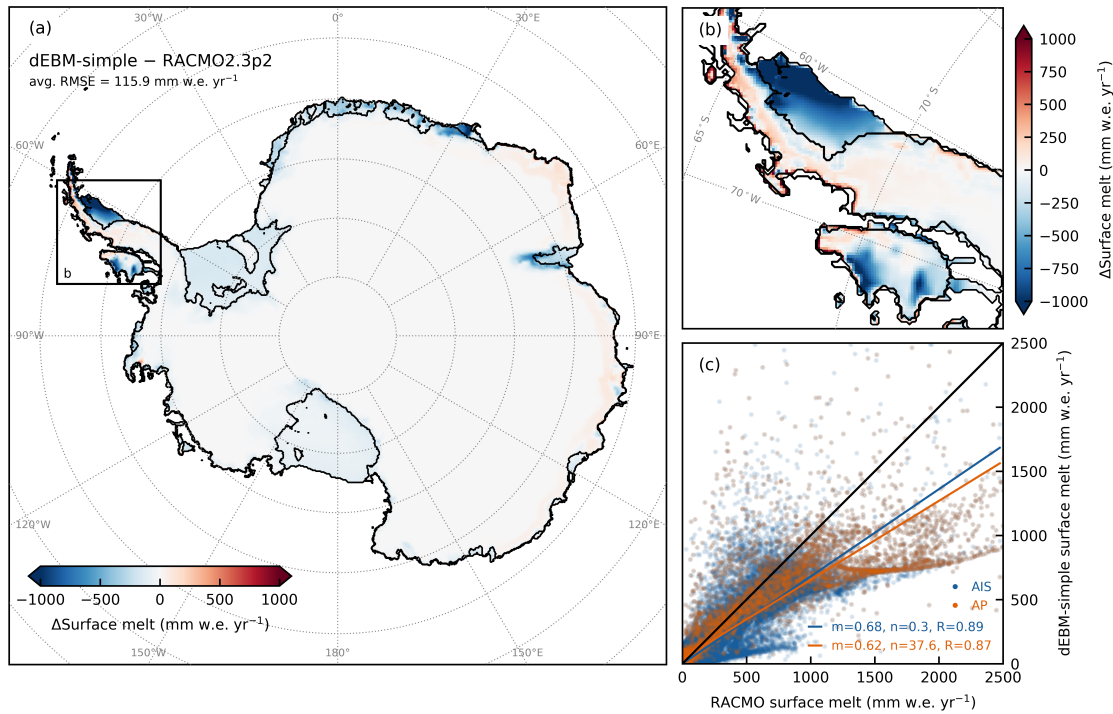 (a)
dEBM-simple − RACMO2.3p2
avg. RMSE = 115.9 mm w.e. yr⁻¹
30°W
0°
30°E
60°W
60°E
90°W
90°E
120°W
120°E
150°W
180°
150°E
b
−1000 −500 0 500 1000
ΔSurface melt (mm w.e. yr⁻¹)
(b)
60°W
70°S
65°S
70°W
1000
750
500
250
0
−250
−500
−750
−1000
ΔSurface melt (mm w.e. yr⁻¹)
(c)
2500
2000
1500
1000
500
0
dEBM-simple surface melt (mm w.e. yr⁻¹)
AIS
AP
m=0.68, n=0.3, R=0.89
m=0.62, n=37.6, R=0.87
0 500 1000 1500 2000 2500
RACMO surface melt (mm w.e. yr⁻¹)